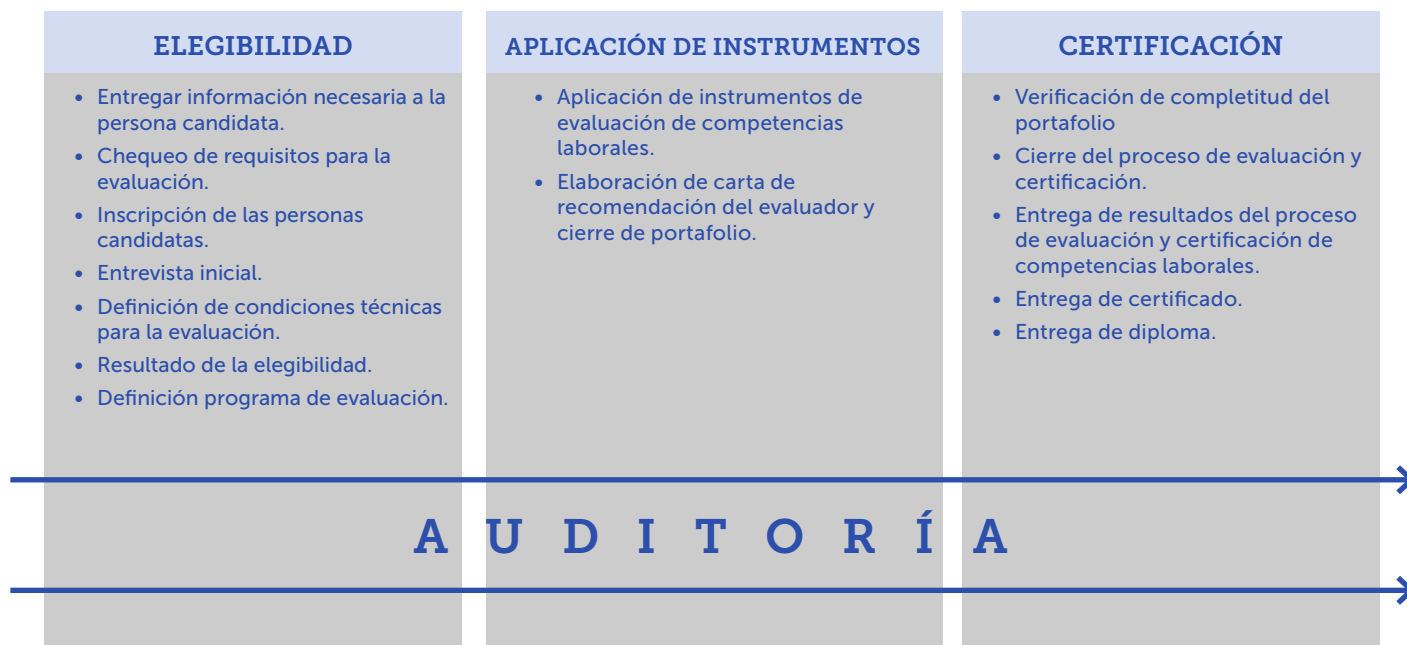 ELEGIBILIDAD
• Entregar información necesaria a la
persona candidata.
• Chequeo de requisitos para la
evaluación.
• Inscripción de las personas
candidatas.
• Entrevista inicial.
• Definición de condiciones técnicas
para la evaluación.
• Resultado de la elegibilidad.
• Definición programa de evaluación.
APLICACIÓN DE INSTRUMENTOS
• Aplicación de instrumentos de
evaluación de competencias
laborales.
• Elaboración de carta de
recomendación del evaluador y
cierre de portafolio.
CERTIFICACIÓN
• Verificación de completitud del
portafolio
• Cierre del proceso de evaluación y
certificación.
• Entrega de resultados del proceso
de evaluación y certificación de
competencias laborales.
• Entrega de certificado.
• Entrega de diploma.
AUDITORÍA